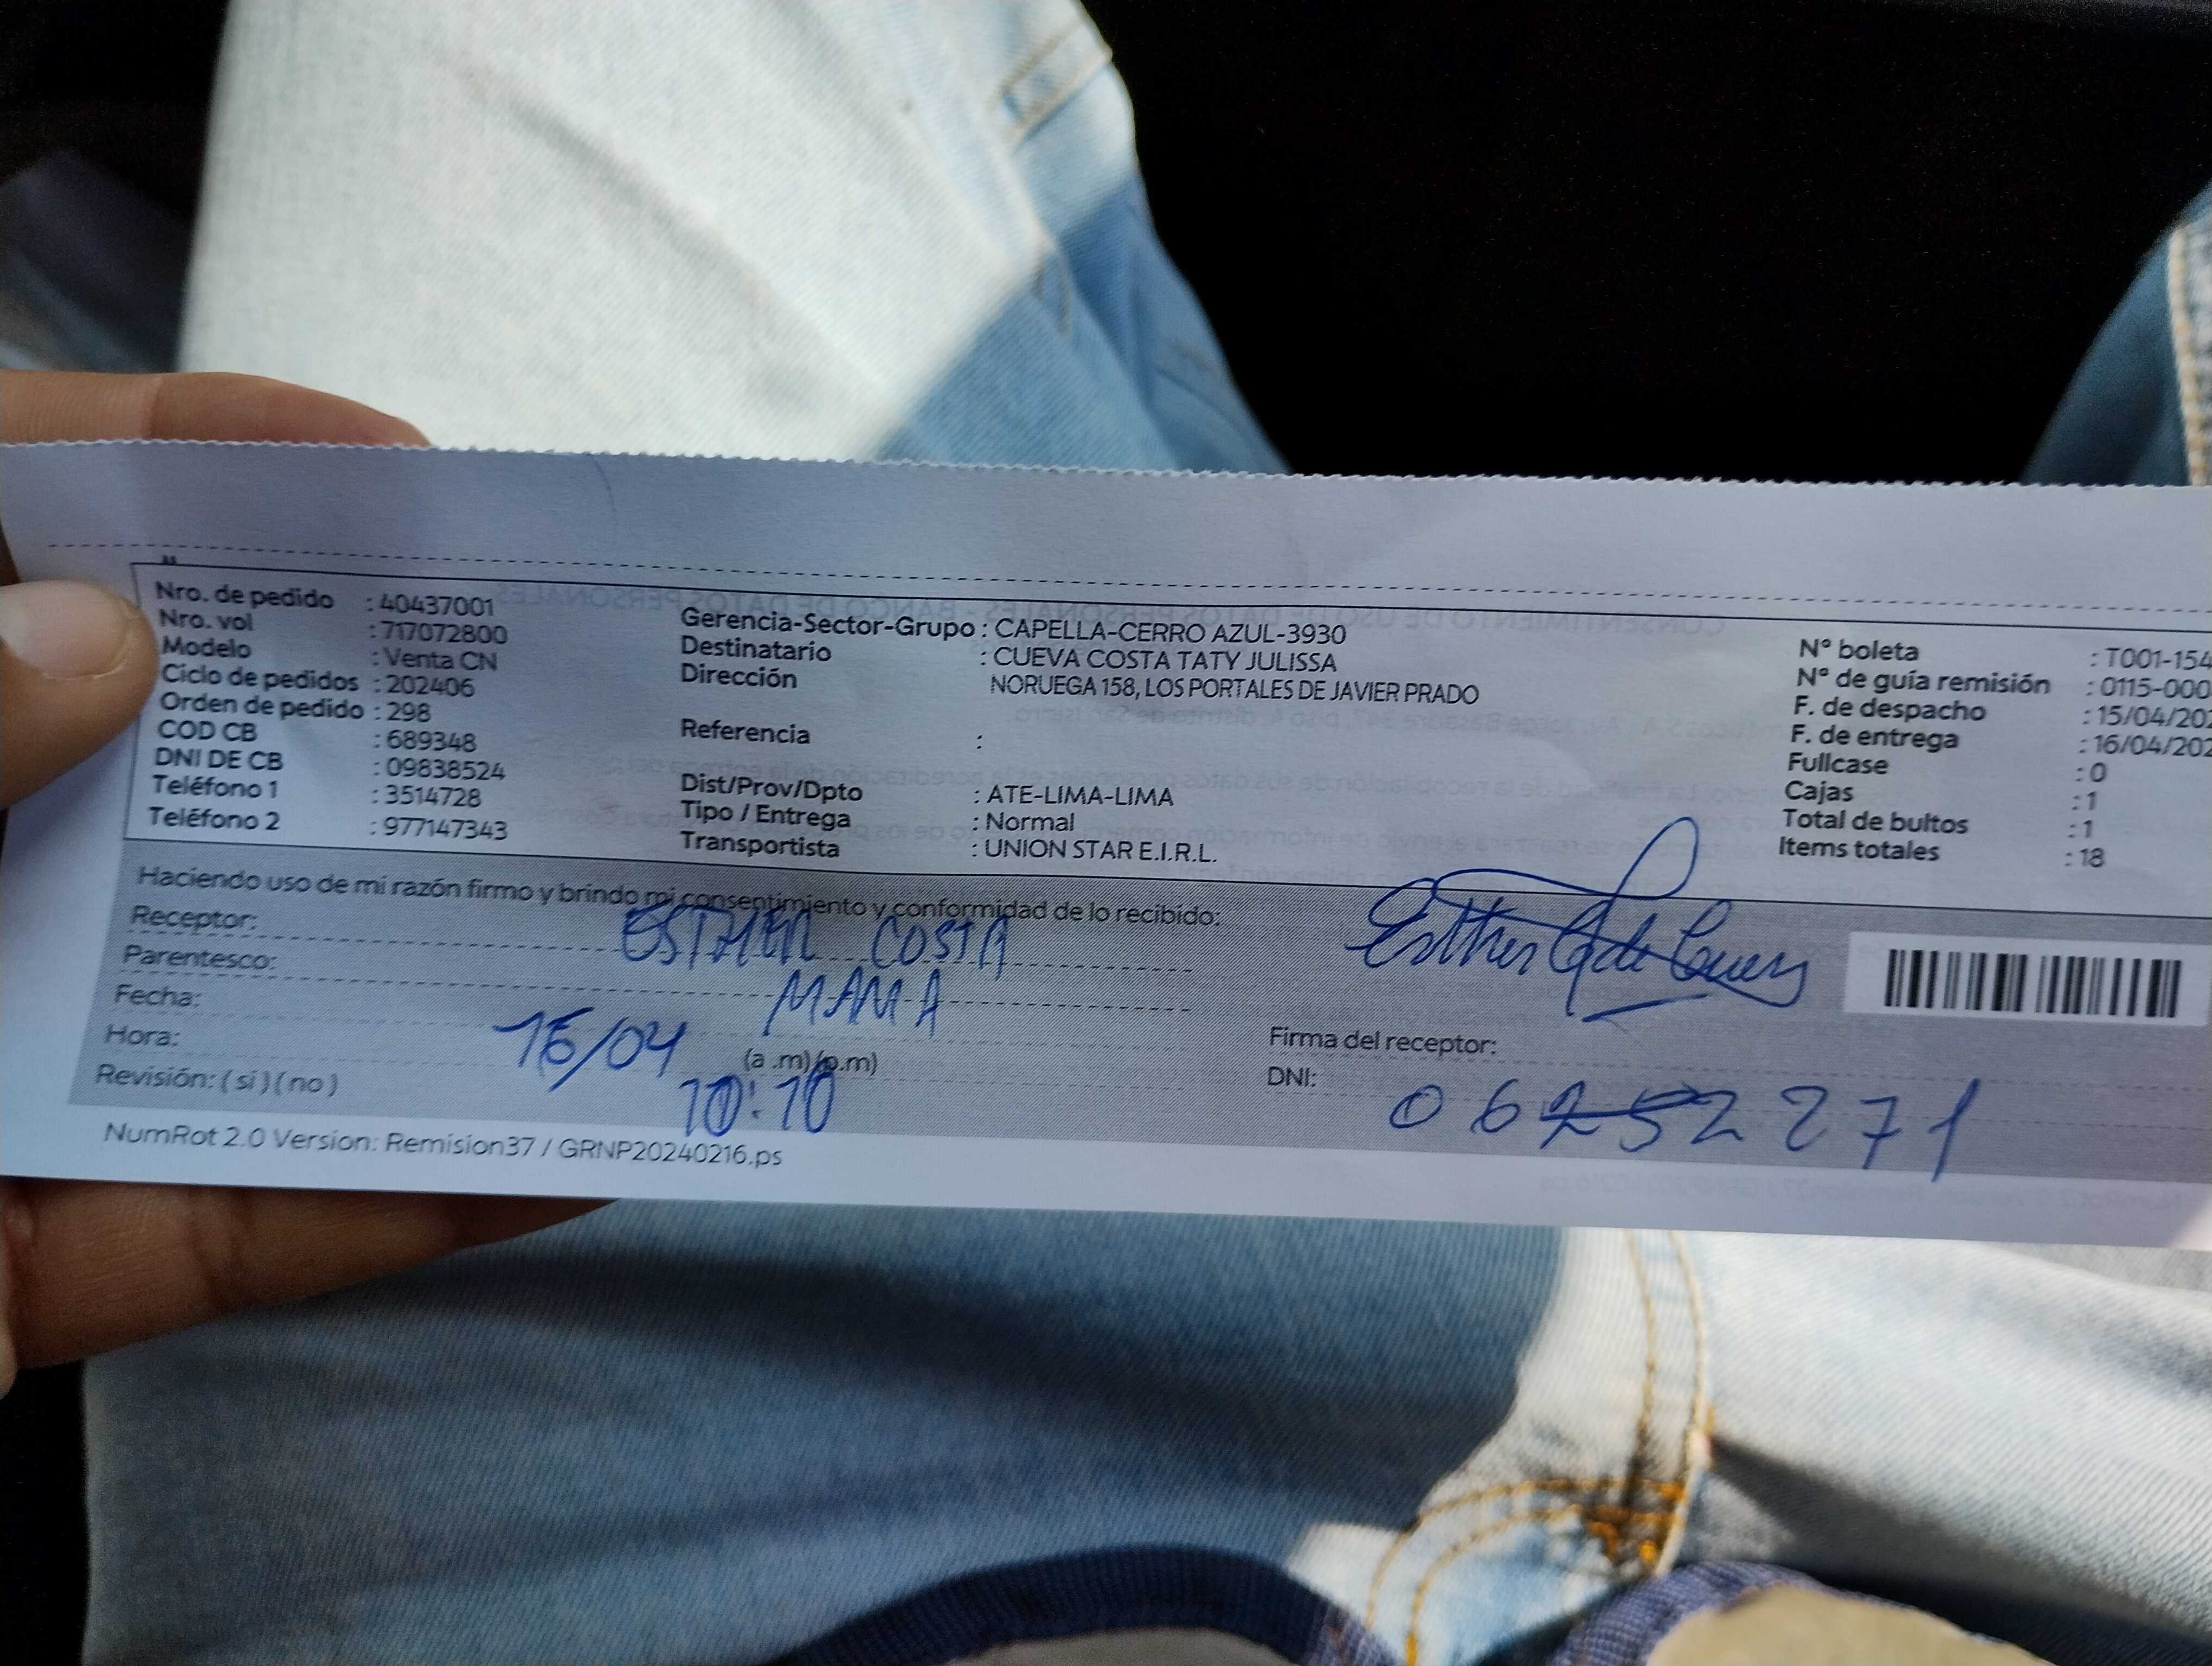 Nro. de pedido : 40437001
Nro. vol : 717072800
Modelo : Venta CN
Ciclo de pedidos : 202406
Orden de pedido : 298
COD CB : 689348
DNI DE CB : 09838524
Teléfono 1 : 3514728
Teléfono 2 : 977147343
Gerencia-Sector-Grupo : CAPELLA-CERRO AZUL-3930
Destinatario : CUEVA COSTA TATY JULISSA
Dirección NORUEGA 158, LOS PORTALES DE JAVIER PRADO
Referencia :
Dist/Prov/Dpto : ATE-LIMA-LIMA
Tipo / Entrega : Normal
Transportista : UNION STAR E.I.R.L.
N° boleta : T001-154
N° de guía remisión : 0115-000
F. de despacho : 15/04/202
F. de entrega : 16/04/202
Fullcase : 0
Cajas : 1
Total de bultos : 1
Items totales : 18
Haciendo uso de mi razón firmo y brindo mi consentimiento y conformidad de lo recibido:
Receptor: ESTHER COSTA
Parentesco: MAMA
Fecha: 16/04
Hora: (a .m)/(p.m) 10:10
Revisión: ( si ) ( no )
Esther de
Firma del receptor:
DNI: 06252271
NumRot 2.0 Version: Remision37 / GRNP20240216.ps